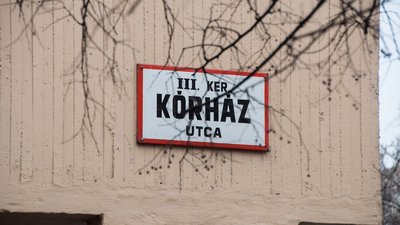 III. KER.
KÓRHÁZ
UTCA